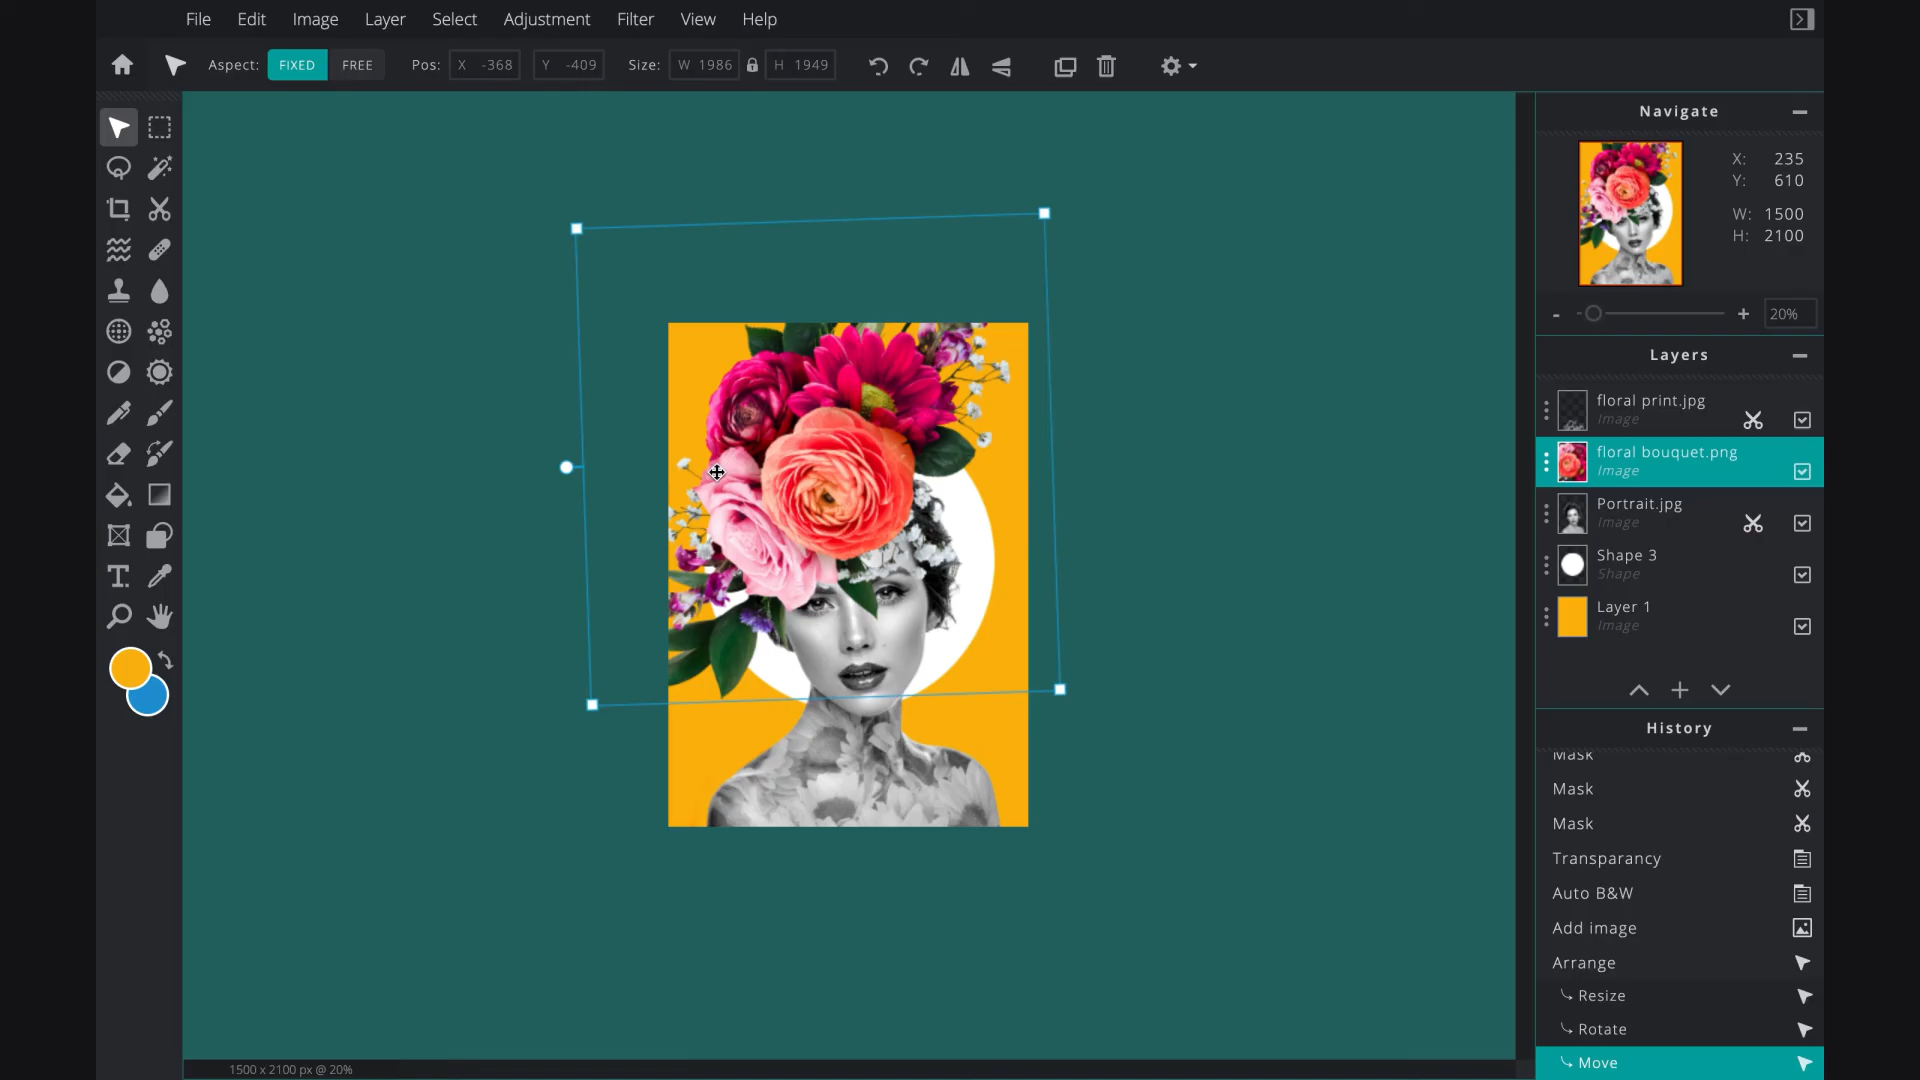 File Edit Image Layer Select Adjustment Filter View Help
Aspect: FIXED FREE Pos: X -368 Y -409 Size: W 1986 H 1949
Navigate
X: 235
Y: 610
W: 1500
H: 2100
- + 20%
Layers
floral print.jpg
Image
floral bouquet.png
Image
Portrait.jpg
Image
Shape 3
Shape
Layer 1
Image
History
Mask
Mask
Mask
Transparancy
Auto B&W
Add image
Arrange
Resize
Rotate
Move
1500 x 2100 px @ 20%